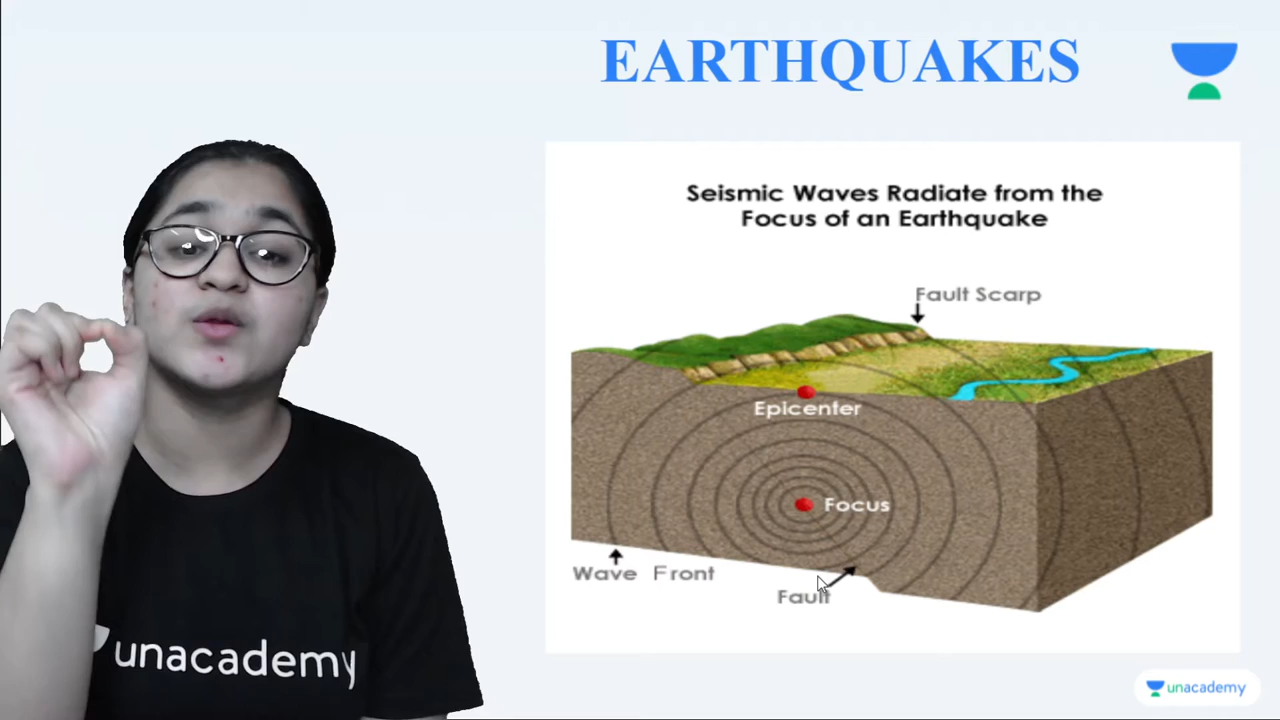 EARTHQUAKES
Seismic Waves Radiate from the
Focus of an Earthquake
Fault Scarp
Epicenter
Focus
Wave Front
Fault
unacademy
unacademy